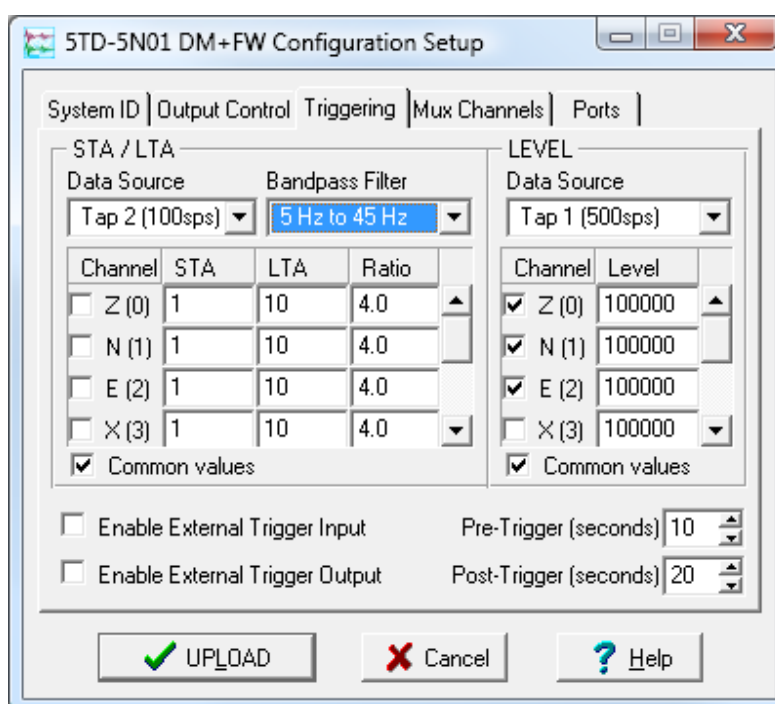 5TD-5N01 DM+FW Configuration Setup
System ID Output Control Triggering Mux Channels Ports
STA / LTA
Data Source Bandpass Filter
Tap 2 (100sps) 5 Hz to 45 Hz
Channel STA LTA Ratio
Z (0) 1 10 4.0
N (1) 1 10 4.0
E (2) 1 10 4.0
X (3) 1 10 4.0
Common values
LEVEL
Data Source
Tap 1 (500sps)
Channel Level
Z (0) 100000
N (1) 100000
E (2) 100000
X (3) 100000
Common values
Enable External Trigger Input Pre-Trigger (seconds) 10
Enable External Trigger Output Post-Trigger (seconds) 20
UPLOAD Cancel Help